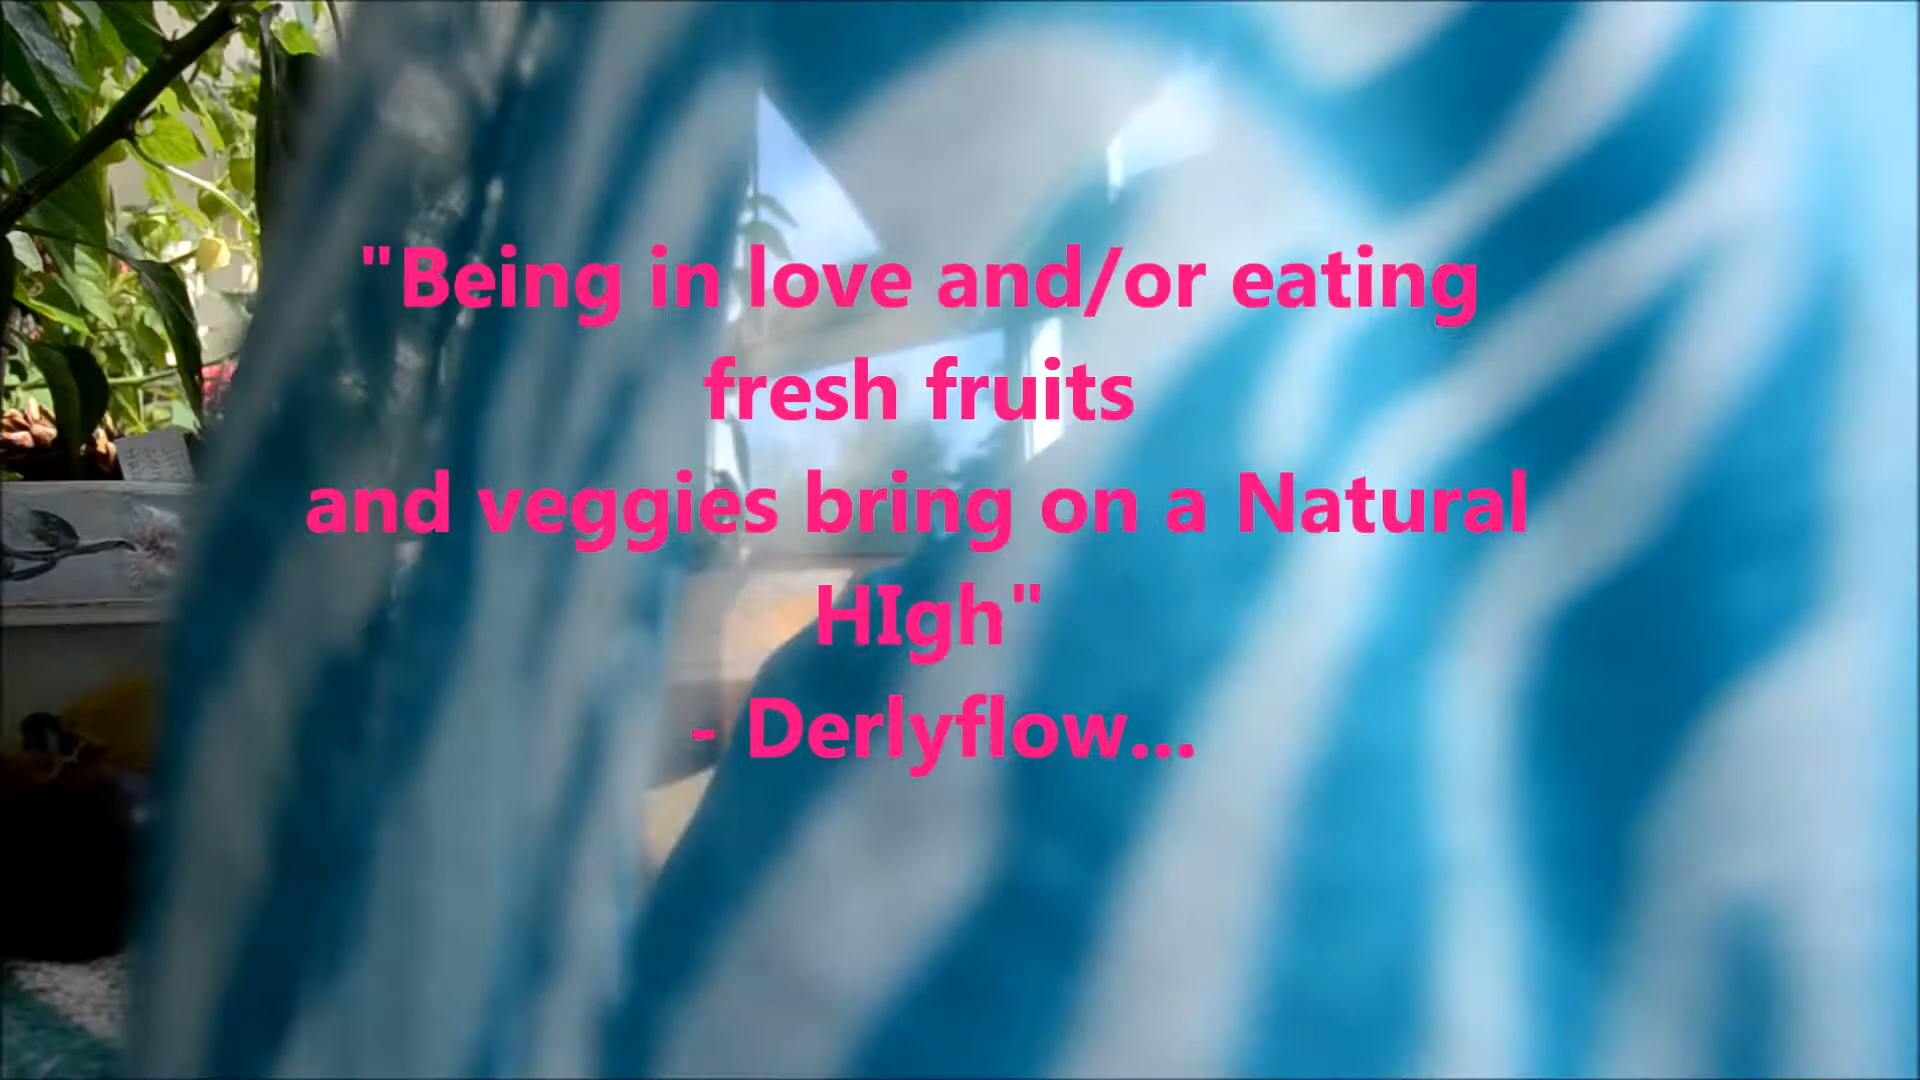 "Being in love and/or eating
fresh fruits
and veggies bring on a Natural
HIgh"
- Derlyflow...